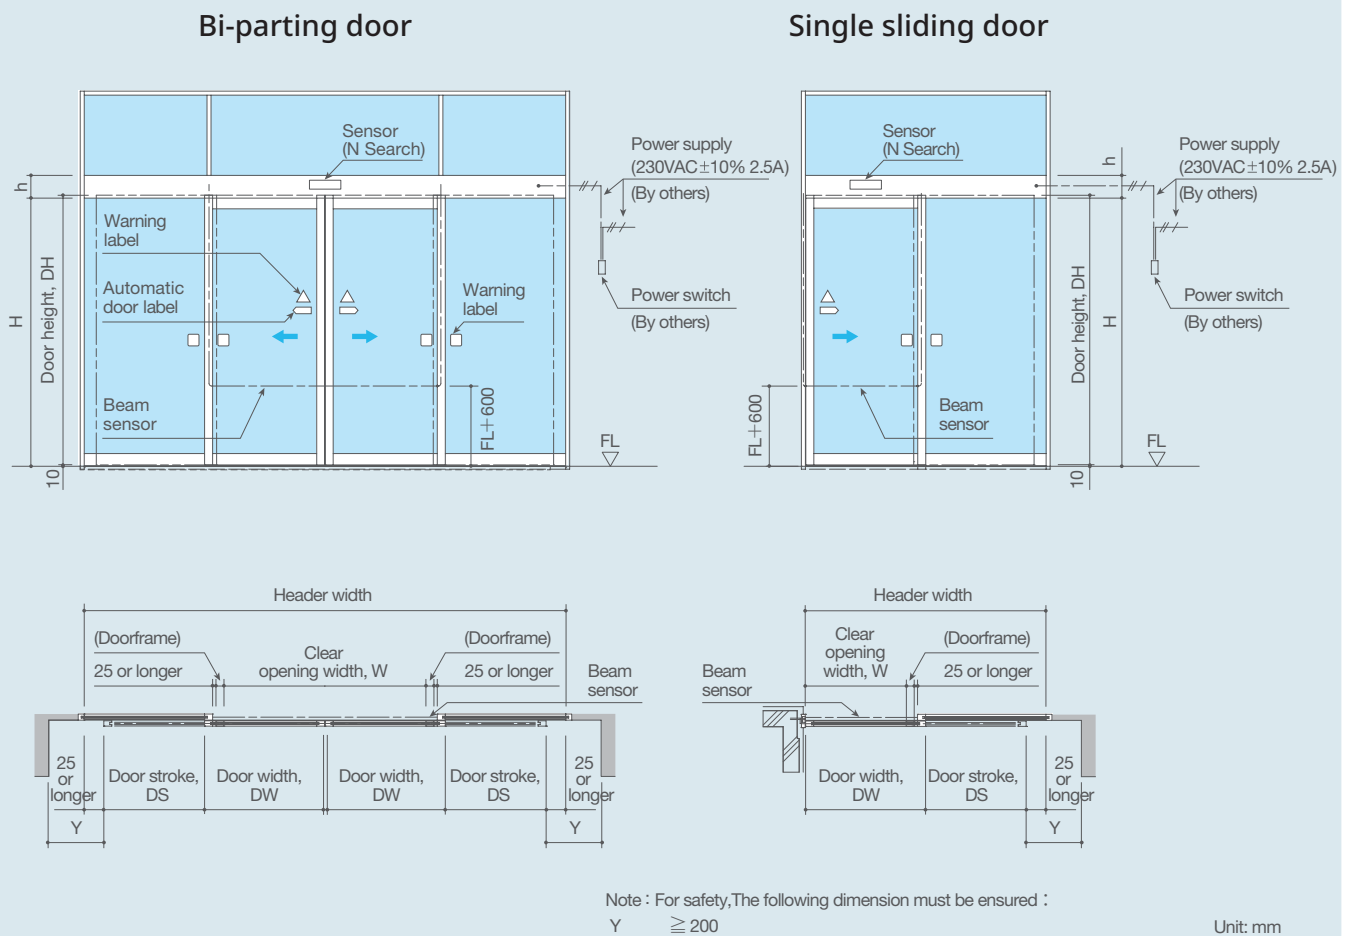 Bi-parting door
Single sliding door
Sensor
(N Search)
Power supply
(230VAC±10% 2.5A)
(By others)
h
Warning
label
Automatic
door label
Warning
label
Power switch
(By others)
H
Door height, DH
Beam
sensor
FL+600
FL
10
Sensor
(N Search)
Power supply
(230VAC±10% 2.5A)
(By others)
h
Power switch
(By others)
Door height, DH
H
FL+600
Beam
sensor
FL
10
Header width
(Doorframe)
25 or longer
Clear
opening width, W
(Doorframe)
25 or longer
Beam
sensor
25
or
longer
Door stroke,
DS
Door width,
DW
Door width,
DW
Door stroke,
DS
25
or
longer
Y
Y
Header width
Clear
opening
width, W
(Doorframe)
25 or longer
Beam
sensor
Door width,
DW
Door stroke,
DS
25
or
longer
Y
Note : For safety,The following dimension must be ensured :
Y ≧ 200
Unit: mm